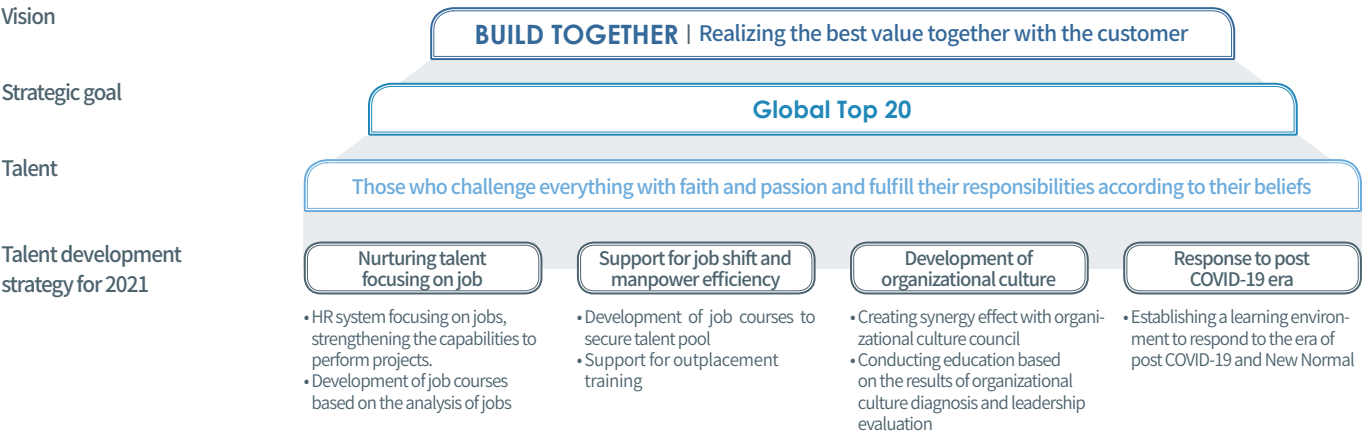 Vision
BUILD TOGETHER | Realizing the best value together with the customer
Strategic goal
Global Top 20
Talent
Those who challenge everything with faith and passion and fulfill their responsibilities according to their beliefs
Talent development
strategy for 2021
Nurturing talent
focusing on job
• HR system focusing on jobs,
strengthening the capabilities to
perform projects.
• Development of job courses
based on the analysis of jobs
Support for job shift and
manpower efficiency
• Development of job courses to
secure talent pool
• Support for outplacement
training
Development of
organizational culture
• Creating synergy effect with organi-
zational culture council
• Conducting education based
on the results of organizational
culture diagnosis and leadership
evaluation
Response to post
COVID-19 era
• Establishing a learning environ-
ment to respond to the era of
post COVID-19 and New Normal